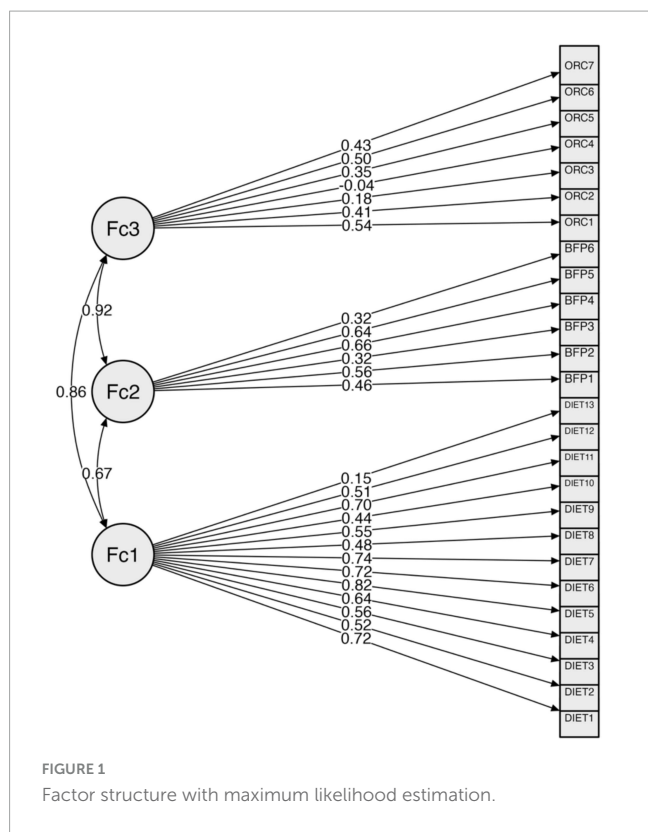 ORC7
ORC6
ORC5
ORC4
ORC3
ORC2
ORC1
BFP6
BFP5
BFP4
BFP3
BFP2
BFP1
DIET13
DIET12
DIET11
DIET10
DIET9
DIET8
DIET7
DIET6
DIET5
DIET4
DIET3
DIET2
DIET1
0.43
0.50
0.35
-0.04
0.18
0.41
0.54
Fc3
0.92
0.32
0.64
0.66
0.32
0.56
0.46
0.86
Fc2
0.67
0.15
0.51
0.70
0.44
0.55
0.48
0.74
0.72
0.82
0.64
0.56
0.52
0.72
Fc1
FIGURE 1
Factor structure with maximum likelihood estimation.